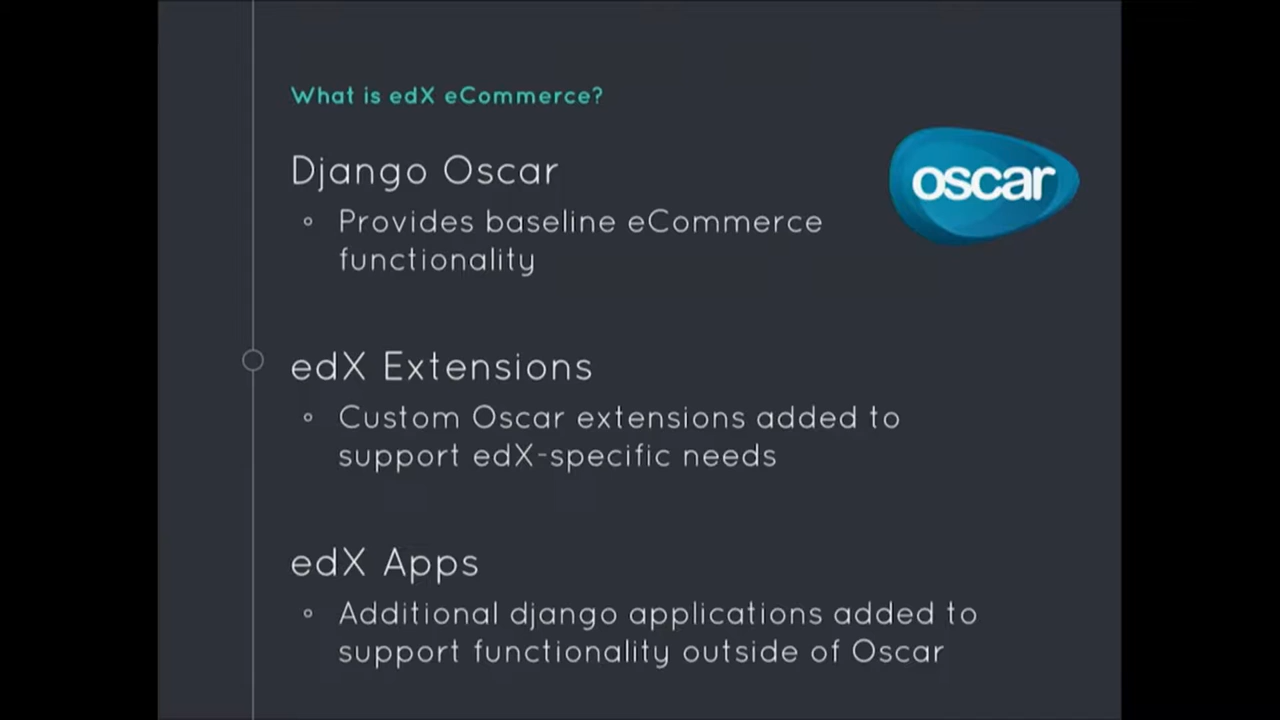 What is edX eCommerce?
Django Oscar
oscar
◦ Provides baseline eCommerce
functionality
edX Extensions
◦ Custom Oscar extensions added to
support edX-specific needs
edX Apps
◦ Additional django applications added to
support functionality outside of Oscar